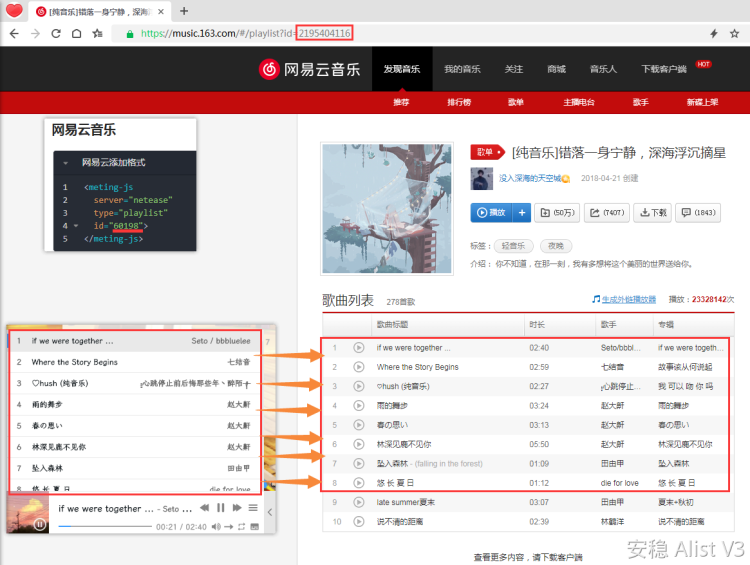 [纯音乐]错落一身宁静，深海
https://music.163.com/#/playlist?id=2195404116
网易云音乐
发现音乐 我的音乐 关注 商城 音乐人 下载客户端 HOT
推荐 排行榜 歌单 主播电台 歌手 新碟上架
网易云音乐
网易云添加格式
1 <meting-js
2 server="netease"
3 type="playlist"
4 id="60198">
5 </meting-js>
歌单 [纯音乐]错落一身宁静，深海浮沉摘星
没入深海的天空城 2018-04-21 创建
播放 + (50万) (7407) 下载 (1843)
标签： 轻音乐 夜晚
介绍： 你不知道，在那一刻，我有多想将这个美丽的世界送给你。
歌曲列表 278首歌 生成外链播放器 播放：23328142次
歌曲标题 时长 歌手 专辑
1 if we were together ... 02:40 Seto/bbbl... if we were togeth...
2 Where the Story Begins 02:59 七结音 故事该从何说起
3 ♡hush (纯音乐) 02:27 ╓心跳停止... 我 可 以 吻 你 吗
4 雨的舞步 03:24 赵大鼾 雨的舞步
5 春の思い 03:13 赵大鼾 春の思い
6 林深见鹿不见你 05:50 赵大鼾 林深见鹿不见你
7 坠入森林 - (falling in the forest) 01:09 田由甲 坠入森林
8 悠 长 夏 日 01:12 die for love 悠 长 夏 日
9 late summer夏末 03:07 田由甲 夏末+秋初
10 说不清的距离 02:39 林觸洋 说不清的距离
查看更多内容，请下载客户端
1 if we were together ... Seto / bbbluelee
2 Where the Story Begins 七结音
3 ♡hush (纯音乐) ╓心跳停止前后悔那些年丶醉陌╅
4 雨的舞步 赵大鼾
5 春の思い 赵大鼾
6 林深见鹿不见你 赵大鼾
7 坠入森林 田由甲
8 悠 长 夏 日 die for love
if we were together ... - Seto ...
00:21 / 02:40
安稳 Alist V3